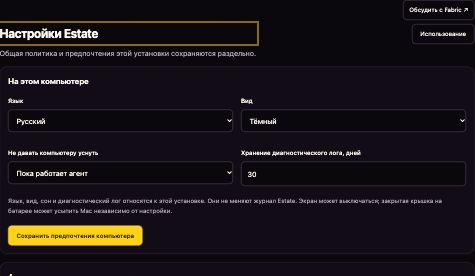 Обсудить с Fabric ↗
Настройки Estate
Использование
Общая политика и предпочтения этой установки сохраняются раздельно.
На этом компьютере
Язык
Вид
Русский
Тёмный
Не давать компьютеру уснуть
Хранение диагностического лога, дней
Пока работает агент
30
Язык, вид, сон и диагностический лог относятся к этой установке. Они не меняют журнал Estate. Экран может выключаться; закрытая крышка на
батарее может усыпить Mac независимо от настройки.
Сохранить предпочтения компьютера